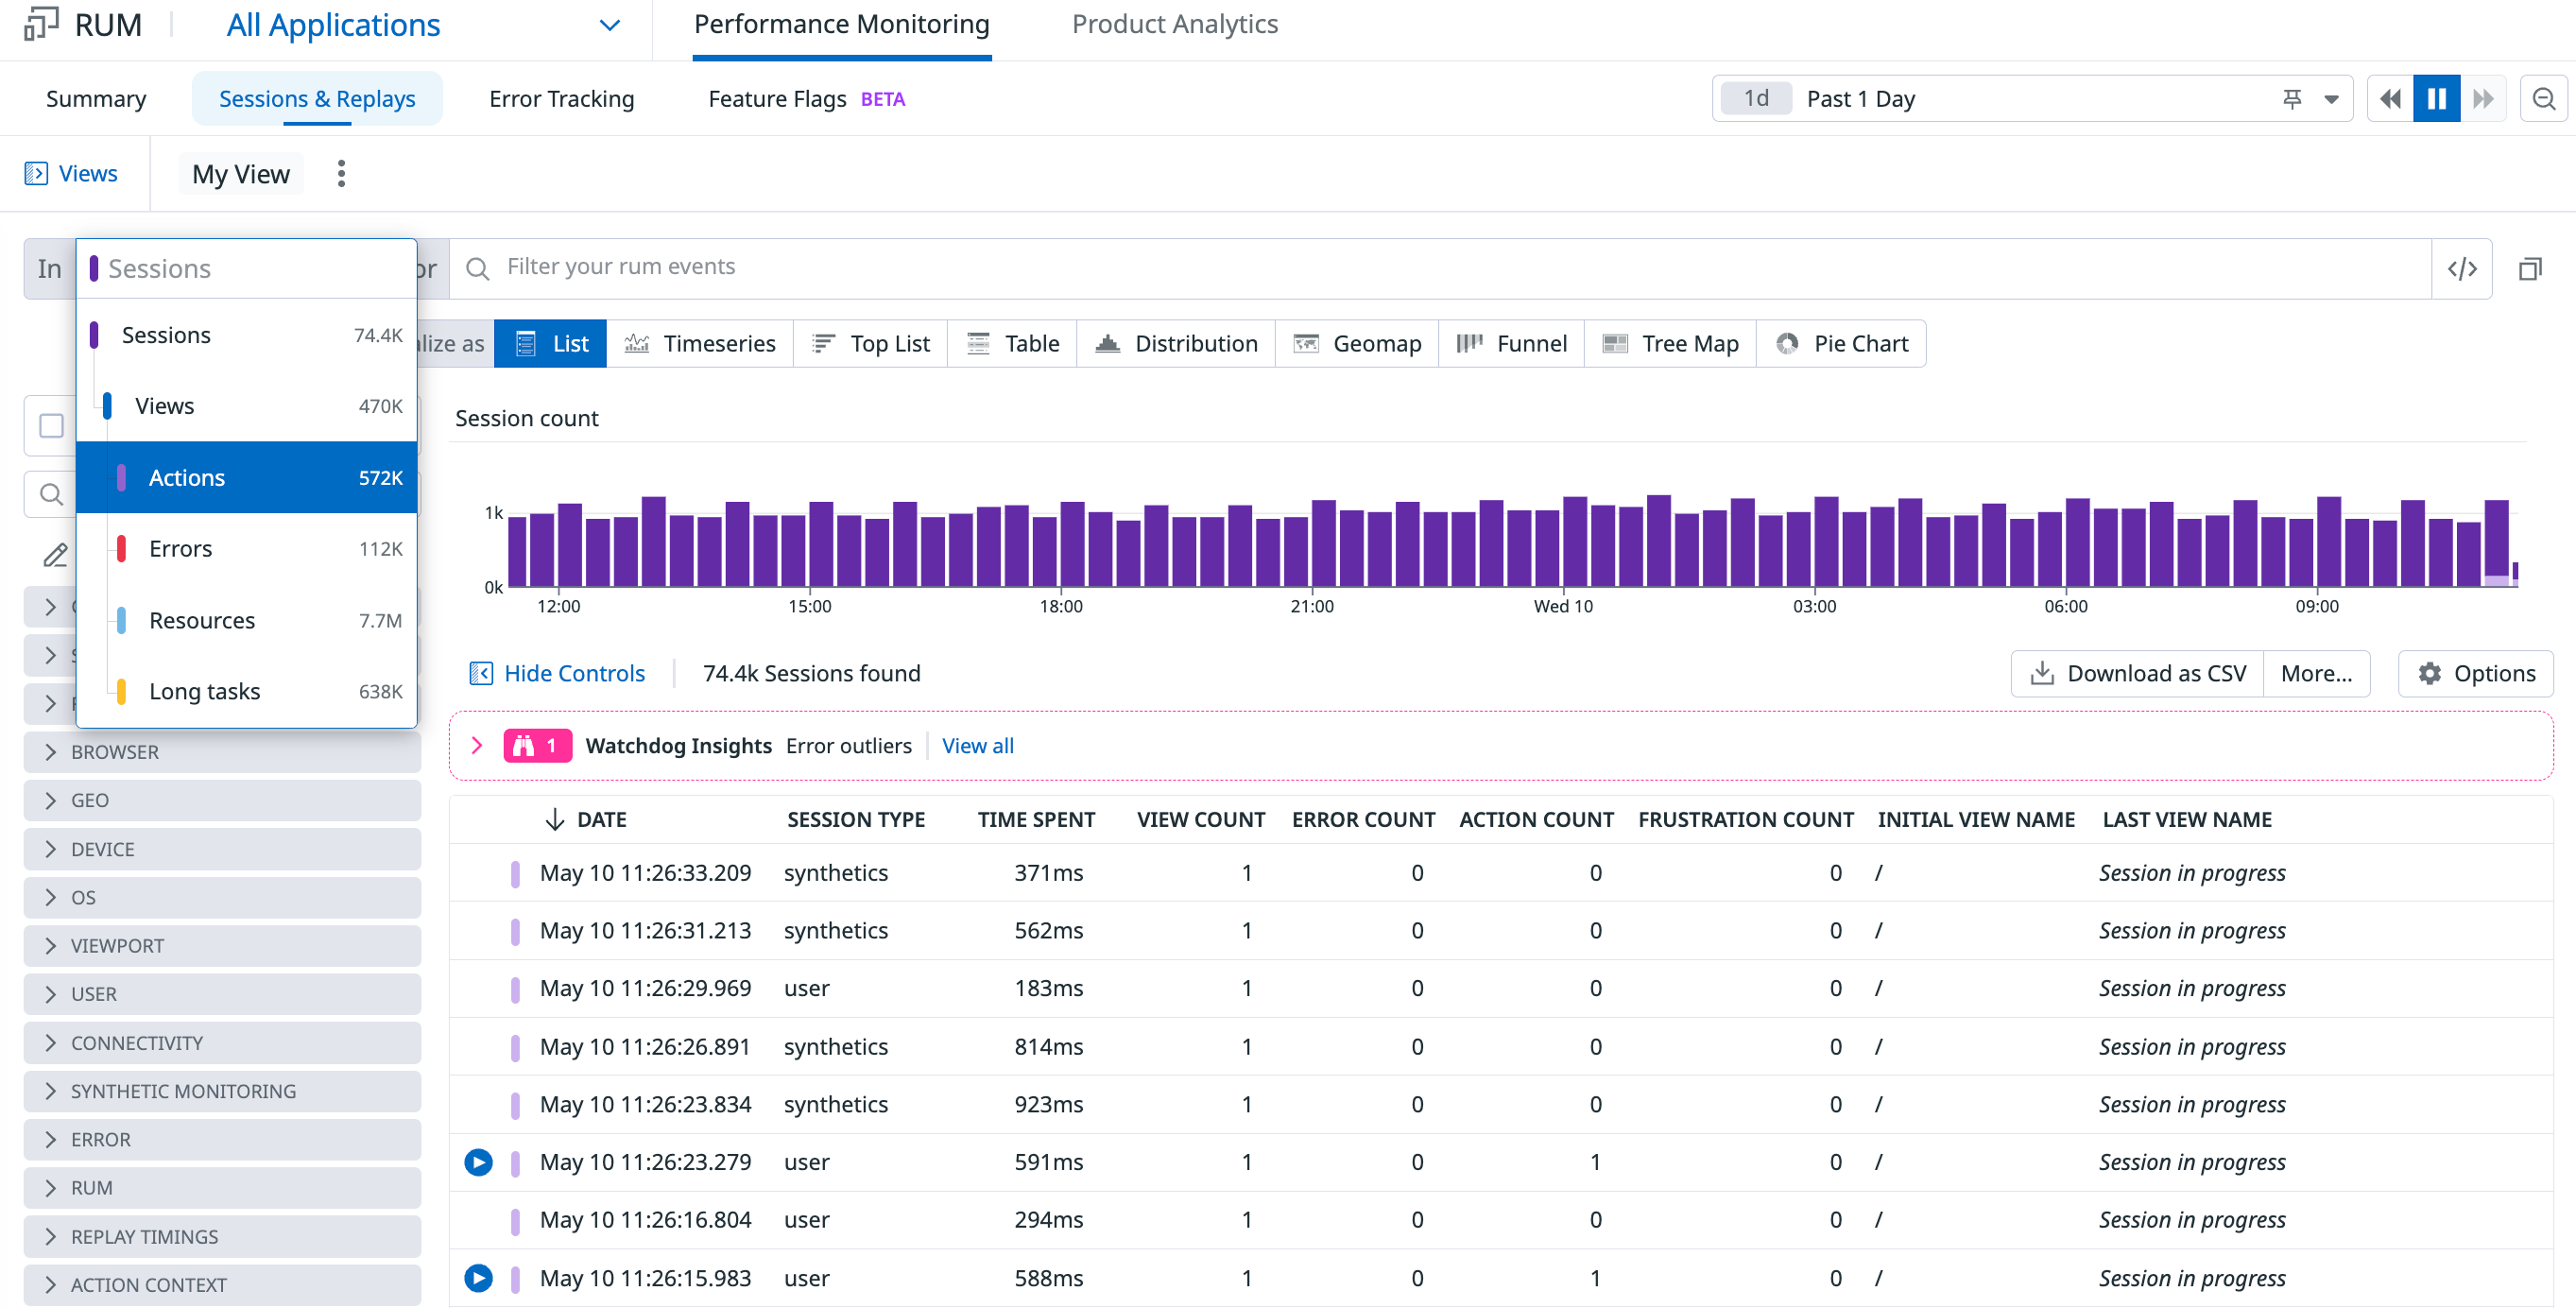 RUM All Applications Performance Monitoring Product Analytics
Summary Sessions & Replays Error Tracking Feature Flags BETA 1d Past 1 Day
Views My View
In Sessions or Filter your rum events </>
Sessions 74.4K
Views 470K
Actions 572K
Errors 112K
Resources 7.7M
Long tasks 638K
alize as List Timeseries Top List Table Distribution Geomap Funnel Tree Map Pie Chart
Session count
1k
0k
12:00 15:00 18:00 21:00 Wed 10 03:00 06:00 09:00
Hide Controls 74.4k Sessions found Download as CSV More... Options
1 Watchdog Insights Error outliers View all
BROWSER
GEO
DEVICE
OS
VIEWPORT
USER
CONNECTIVITY
SYNTHETIC MONITORING
ERROR
RUM
REPLAY TIMINGS
ACTION CONTEXT
DATE SESSION TYPE TIME SPENT VIEW COUNT ERROR COUNT ACTION COUNT FRUSTRATION COUNT INITIAL VIEW NAME LAST VIEW NAME
May 10 11:26:33.209 synthetics 371ms 1 0 0 0 / Session in progress
May 10 11:26:31.213 synthetics 562ms 1 0 0 0 / Session in progress
May 10 11:26:29.969 user 183ms 1 0 0 0 / Session in progress
May 10 11:26:26.891 synthetics 814ms 1 0 0 0 / Session in progress
May 10 11:26:23.834 synthetics 923ms 1 0 0 0 / Session in progress
May 10 11:26:23.279 user 591ms 1 0 1 0 / Session in progress
May 10 11:26:16.804 user 294ms 1 0 0 0 / Session in progress
May 10 11:26:15.983 user 588ms 1 0 1 0 / Session in progress